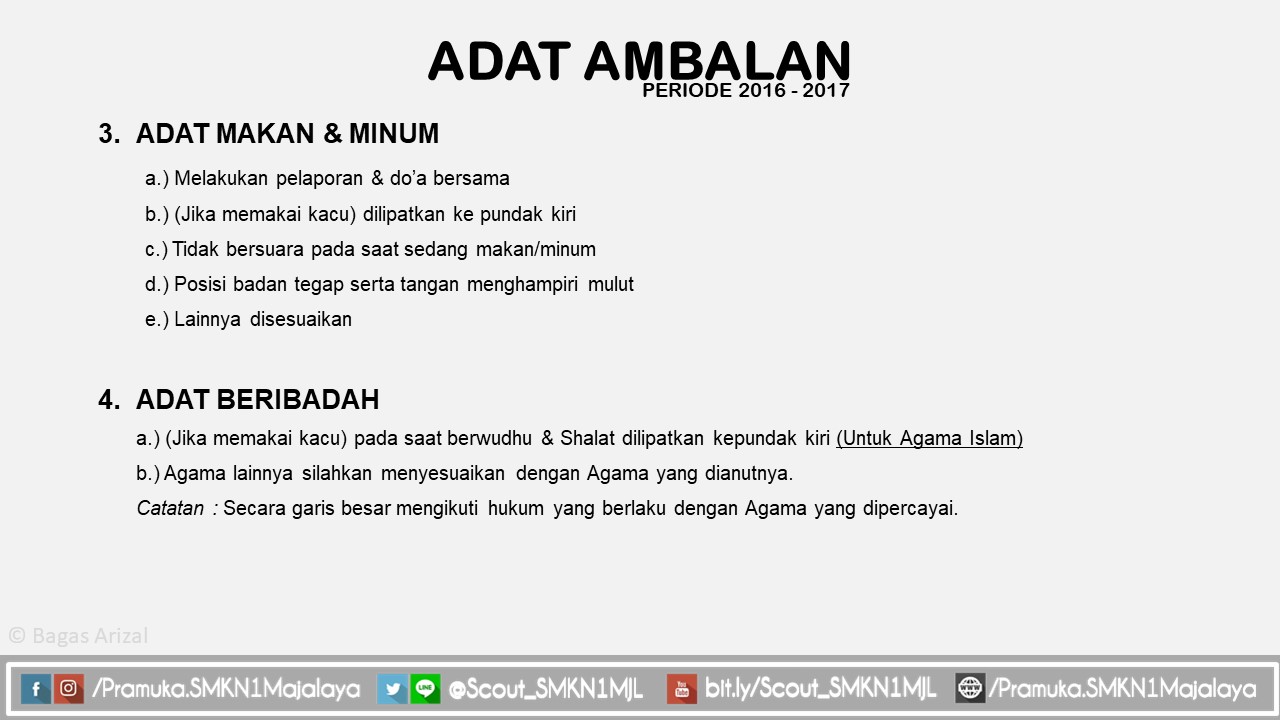 ADAT AMBALAN
PERIODE 2016 - 2017
3. ADAT MAKAN & MINUM
a.) Melakukan pelaporan & do’a bersama
b.) (Jika memakai kacu) dilipatkan ke pundak kiri
c.) Tidak bersuara pada saat sedang makan/minum
d.) Posisi badan tegap serta tangan menghampiri mulut
e.) Lainnya disesuaikan
4. ADAT BERIBADAH
a.) (Jika memakai kacu) pada saat berwudhu & Shalat dilipatkan kepundak kiri (Untuk Agama Islam)
b.) Agama lainnya silahkan menyesuaikan dengan Agama yang dianutnya.
Catatan : Secara garis besar mengikuti hukum yang berlaku dengan Agama yang dipercayai.
© Bagas Arizal
/Pramuka.SMKN1Majalaya @Scout_SMKN1MJL bit.ly/Scout_SMKN1MJL /Pramuka.SMKN1Majalaya